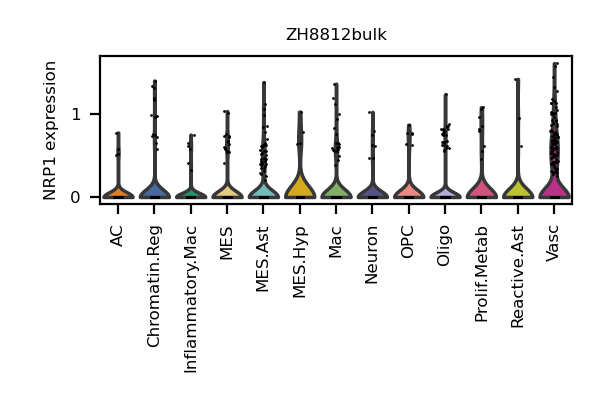 ZH8812bulk
NRP1 expression
1
0
AC
Chromatin.Reg
Inflammatory.Mac
MES
MES.Ast
MES.Hyp
Mac
Neuron
OPC
Oligo
Prolif.Metab
Reactive.Ast
Vasc